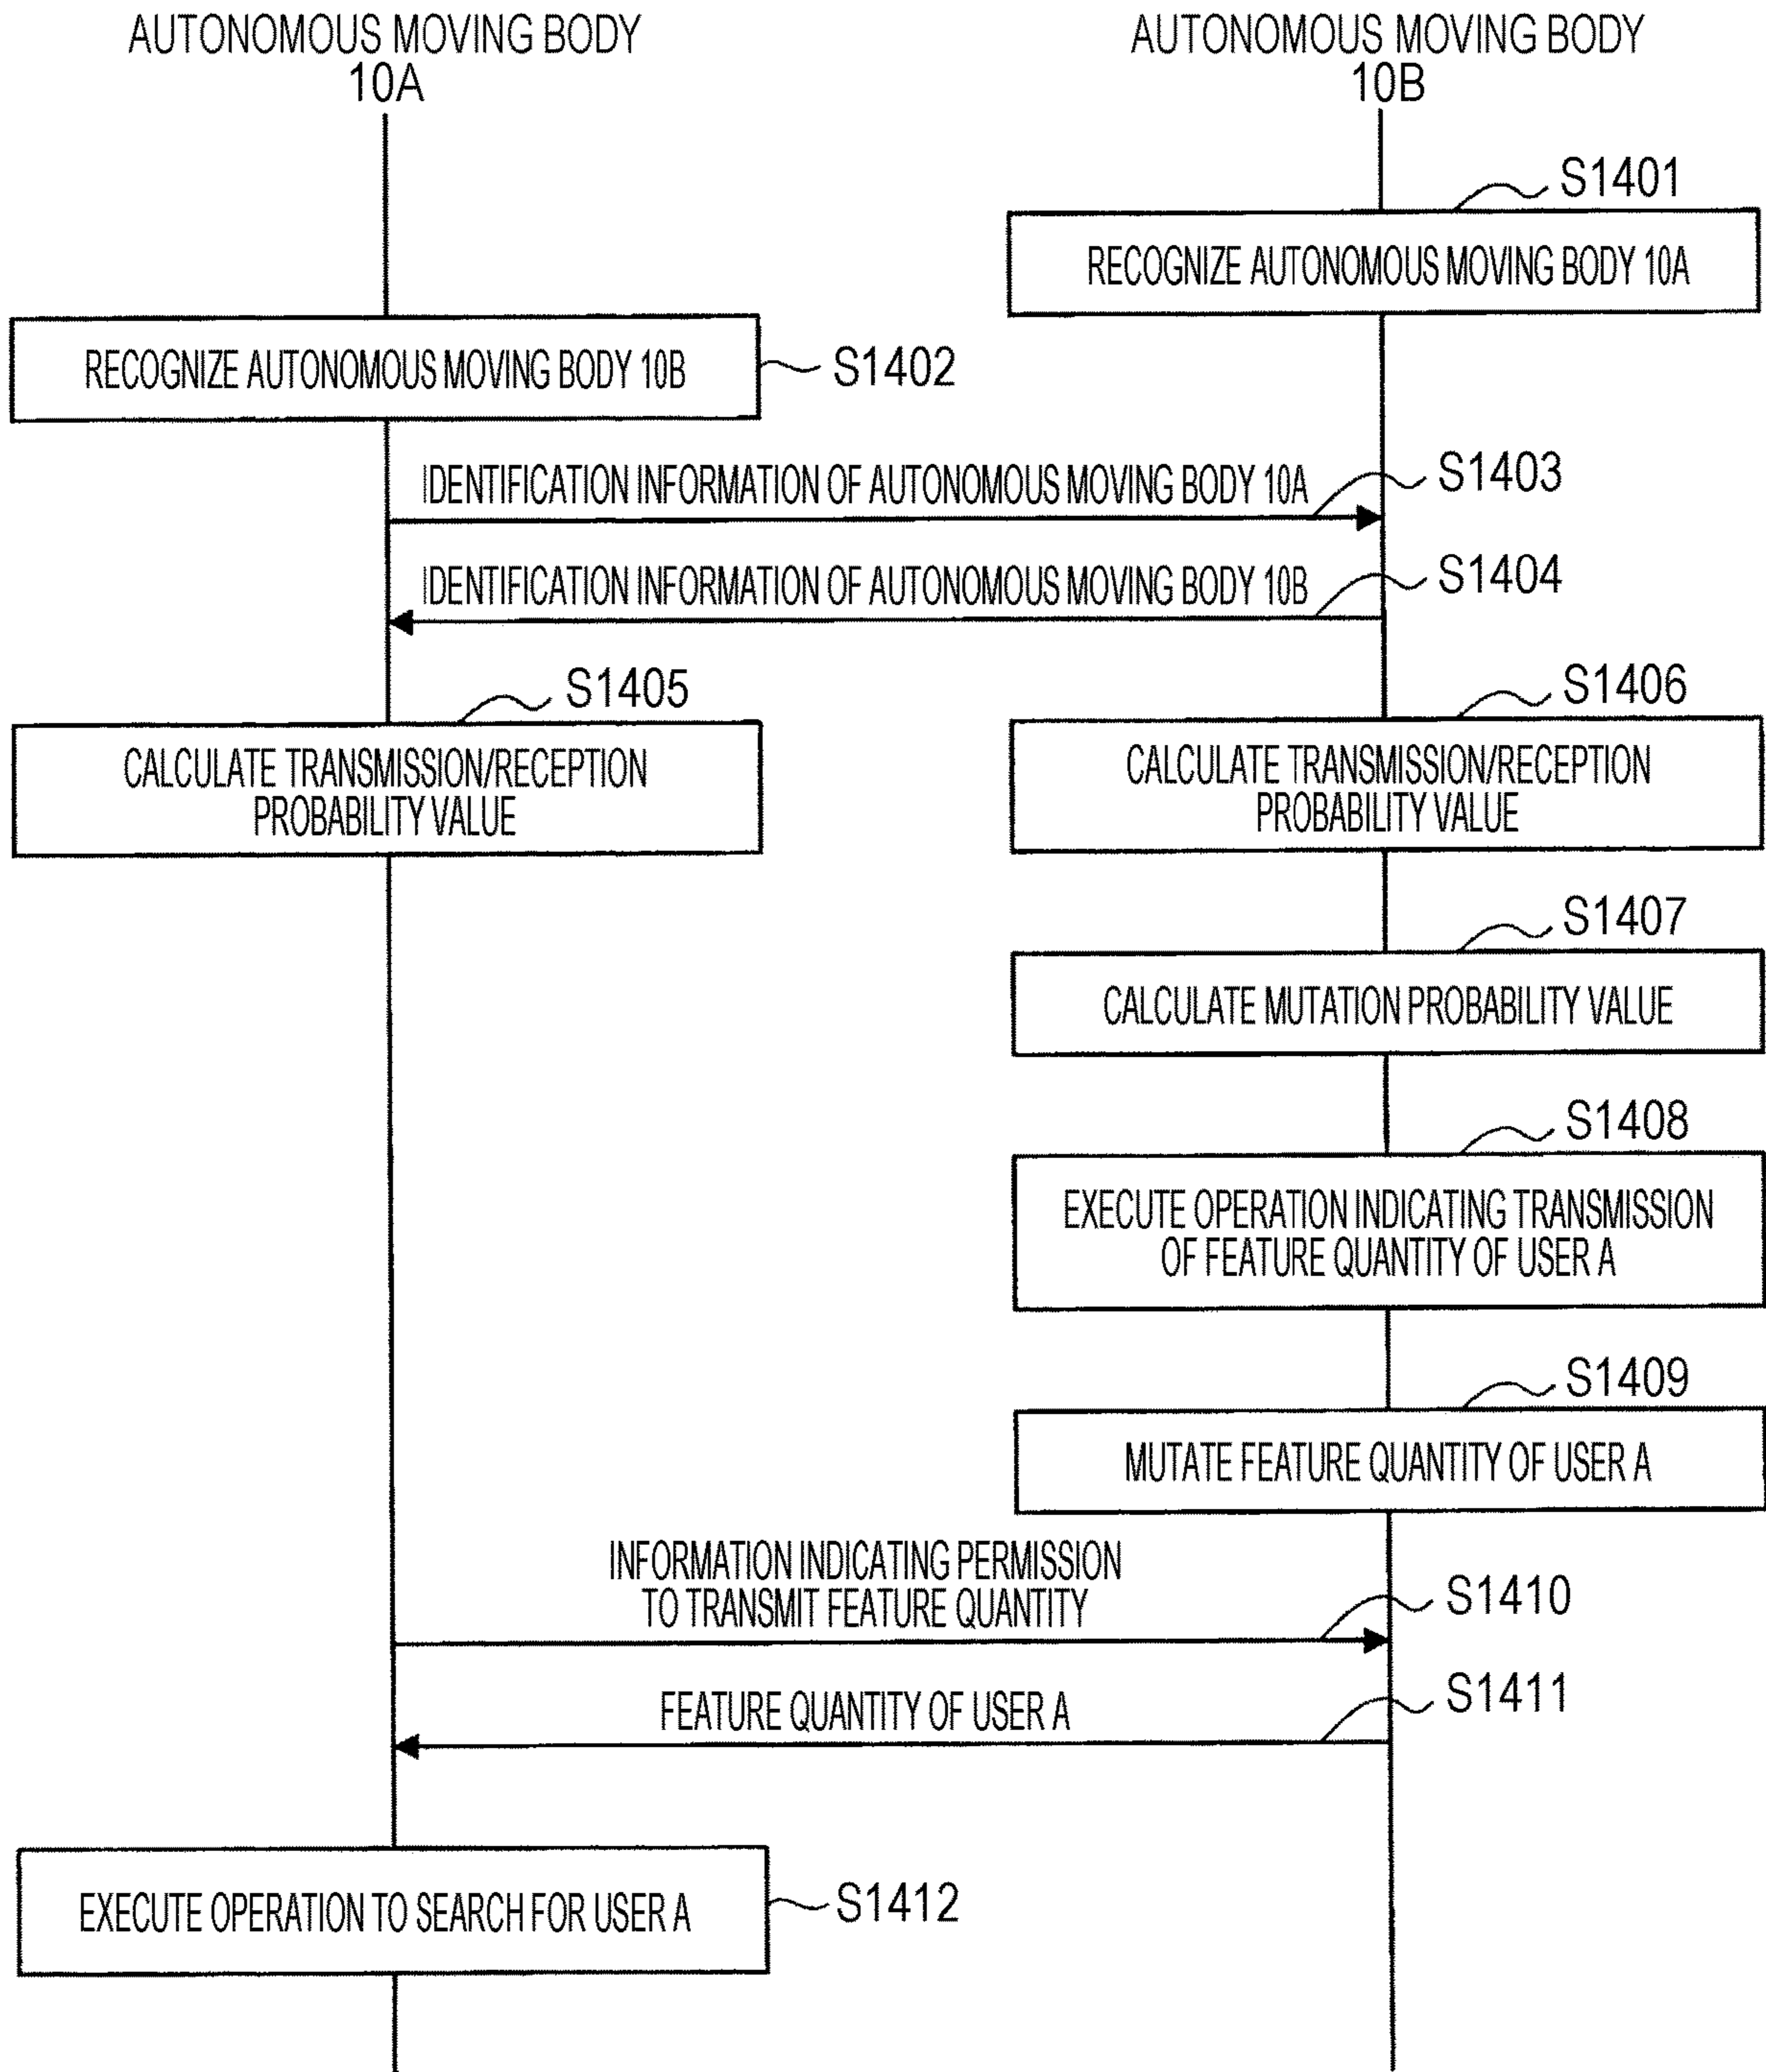 AUTONOMOUS MOVING BODY
10A
AUTONOMOUS MOVING BODY
10B
S1401
RECOGNIZE AUTONOMOUS MOVING BODY 10A
RECOGNIZE AUTONOMOUS MOVING BODY 10B
S1402
IDENTIFICATION INFORMATION OF AUTONOMOUS MOVING BODY 10A
S1403
IDENTIFICATION INFORMATION OF AUTONOMOUS MOVING BODY 10B
S1404
S1405
CALCULATE TRANSMISSION/RECEPTION
PROBABILITY VALUE
S1406
CALCULATE TRANSMISSION/RECEPTION
PROBABILITY VALUE
S1407
CALCULATE MUTATION PROBABILITY VALUE
S1408
EXECUTE OPERATION INDICATING TRANSMISSION
OF FEATURE QUANTITY OF USER A
S1409
MUTATE FEATURE QUANTITY OF USER A
INFORMATION INDICATING PERMISSION
TO TRANSMIT FEATURE QUANTITY
S1410
FEATURE QUANTITY OF USER A
S1411
EXECUTE OPERATION TO SEARCH FOR USER A
S1412